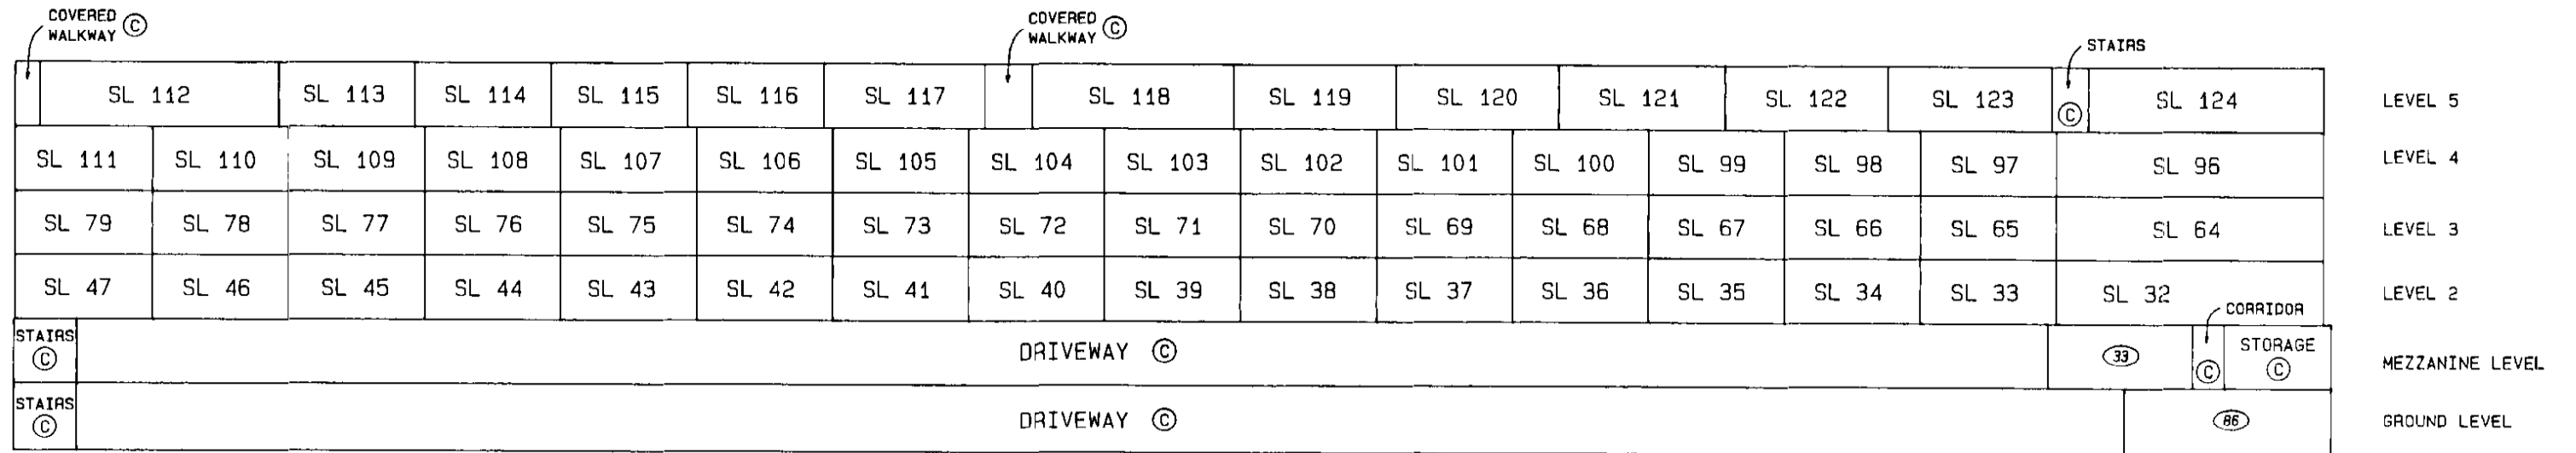 COVERED Ⓒ
WALKWAY
COVERED Ⓒ
WALKWAY
STAIRS
SL 112 SL 113 SL 114 SL 115 SL 116 SL 117 SL 118 SL 119 SL 120 SL 121 SL 122 SL 123 Ⓒ SL 124 LEVEL 5
SL 111 SL 110 SL 109 SL 108 SL 107 SL 106 SL 105 SL 104 SL 103 SL 102 SL 101 SL 100 SL 99 SL 98 SL 97 SL 96 LEVEL 4
SL 79 SL 78 SL 77 SL 76 SL 75 SL 74 SL 73 SL 72 SL 71 SL 70 SL 69 SL 68 SL 67 SL 66 SL 65 SL 64 LEVEL 3
SL 47 SL 46 SL 45 SL 44 SL 43 SL 42 SL 41 SL 40 SL 39 SL 38 SL 37 SL 36 SL 35 SL 34 SL 33 SL 32 LEVEL 2
CORRIDOR
STAIRS Ⓒ DRIVEWAY Ⓒ 33 Ⓒ STORAGE Ⓒ MEZZANINE LEVEL
STAIRS Ⓒ DRIVEWAY Ⓒ 86 GROUND LEVEL